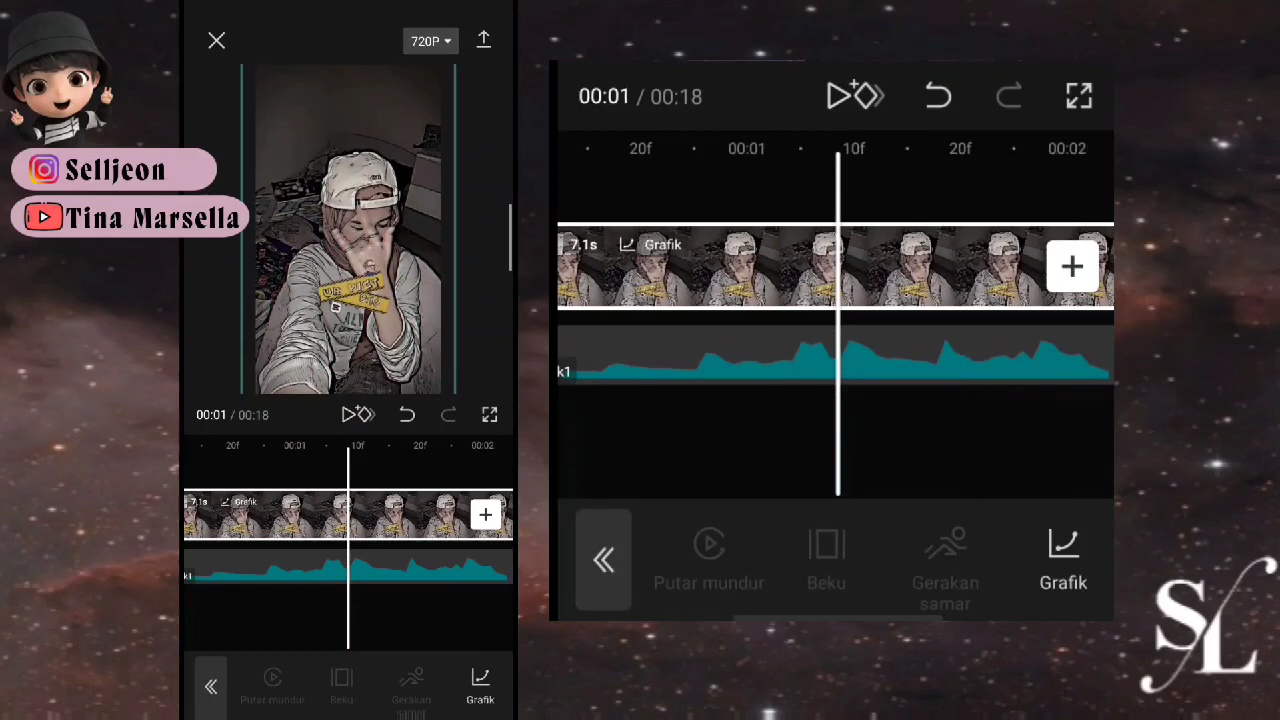 Selljeon
Tina Marsella
720P
00:01 / 00:18
20f
00:01
10f
20f
00:02
7.1s
Grafik
k1
Putar mundur
Beku
Gerakan
Grafik
00:01 / 00:18
20f
00:01
10f
20f
00:02
7.1s
Grafik
k1
Putar mundur
Beku
Gerakan
samar
Grafik
SL